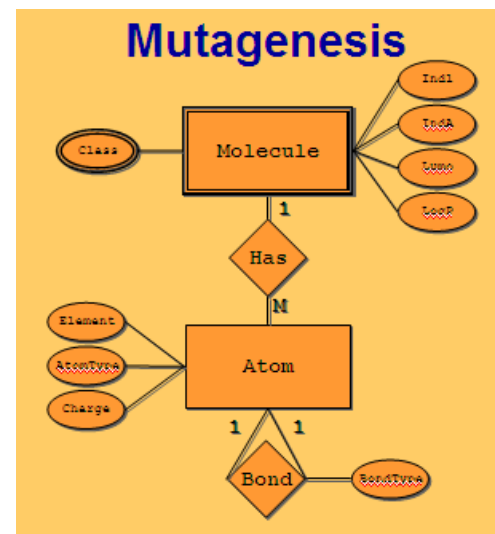 Mutagenesis
Ind1
Class
Molecule
IndA
Lumo
LogP
1
Has
M
Element
AtomType
Atom
Charge
1 1
Bond
BondType